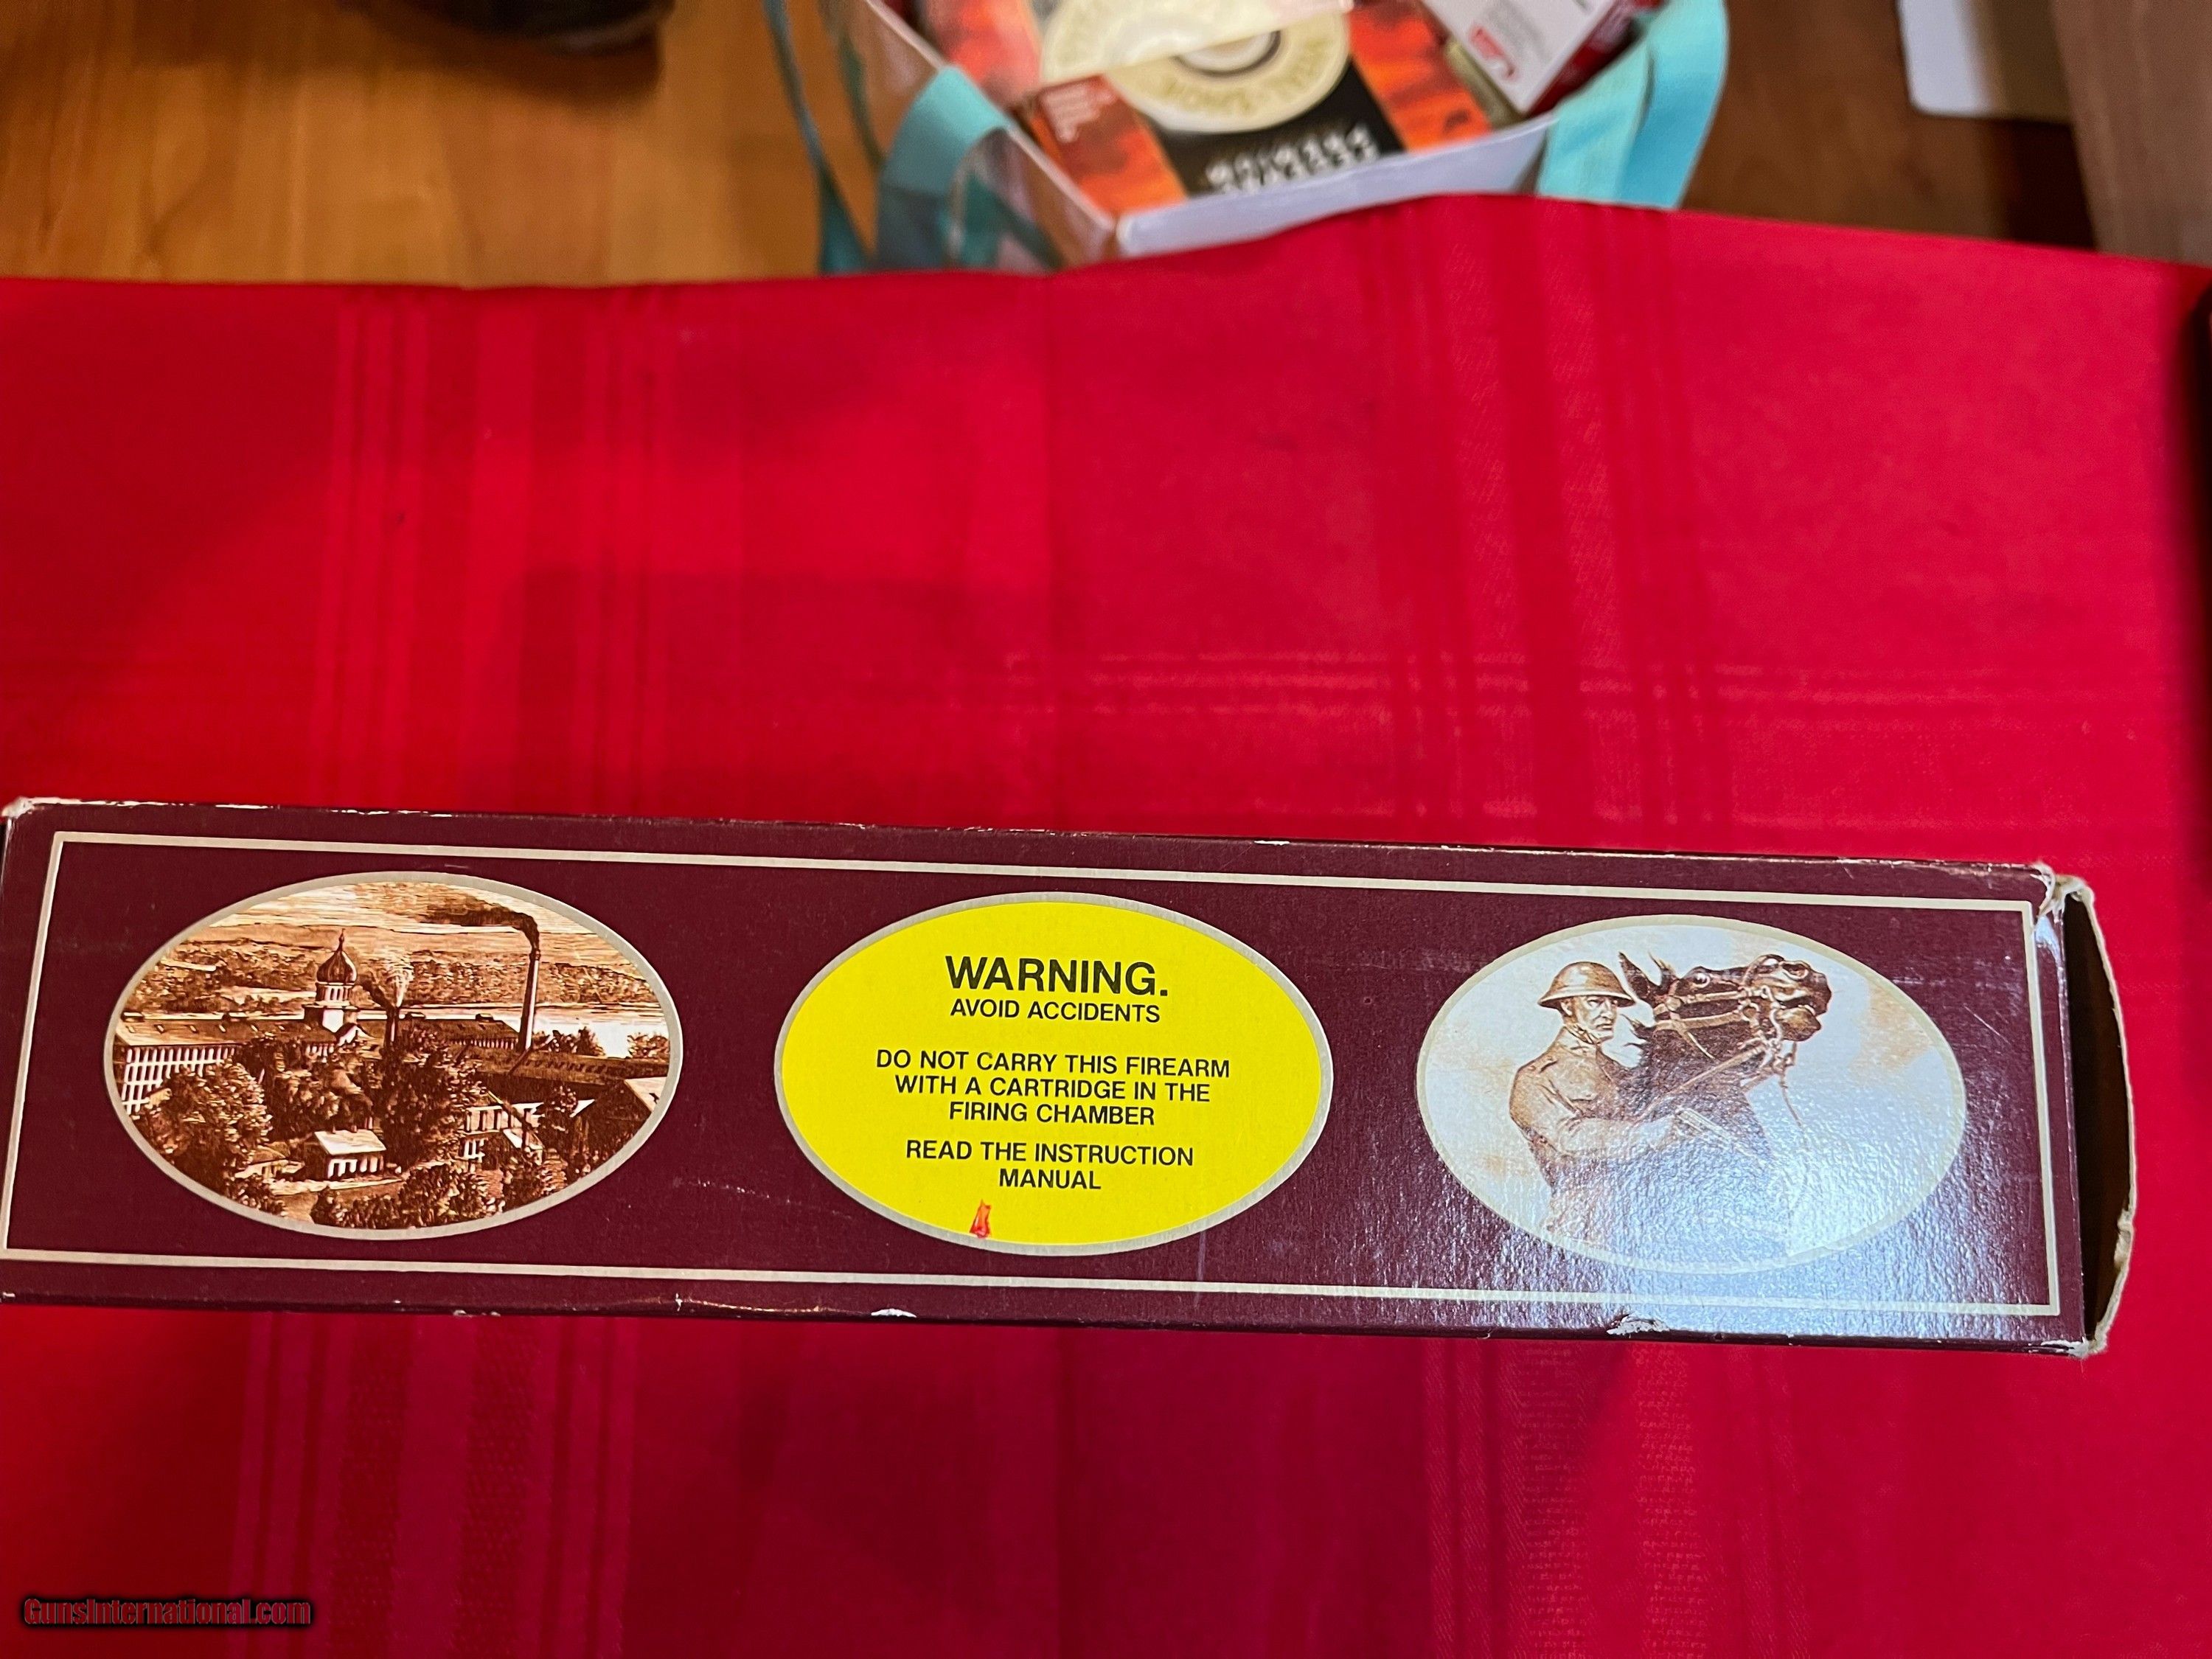 WARNING.
AVOID ACCIDENTS
DO NOT CARRY THIS FIREARM
WITH A CARTRIDGE IN THE
FIRING CHAMBER
READ THE INSTRUCTION
MANUAL
GunsInternational.com